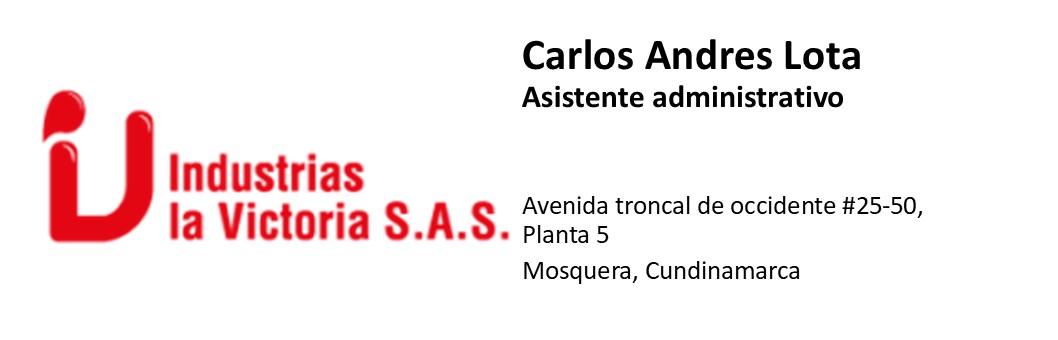 Carlos Andres Lota
Asistente administrativo
Industrias
la Victoria S.A.S.
Avenida troncal de occidente #25-50,
Planta 5
Mosquera, Cundinamarca